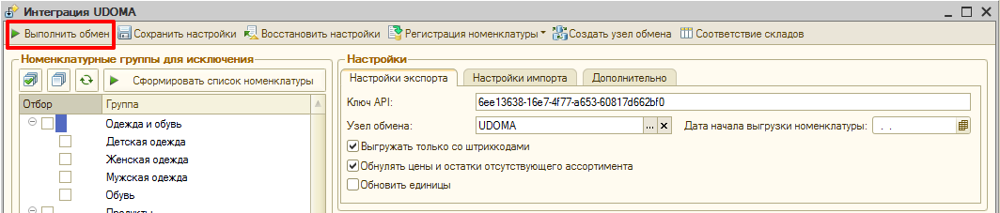 Интеграция UDOMA
Выполнить обмен Сохранить настройки Восстановить настройки Регистрация номенклатуры Создать узел обмена Соответствие складов
Номенклатурные группы для исключения
Сформировать список номенклатуры
Отбор Группа
Одежда и обувь
Детская одежда
Женская одежда
Мужская одежда
Обувь
Продукты
Настройки
Настройки экспорта Настройки импорта Дополнительно
Ключ API: 6ee13638-16e7-4f77-a653-60817d662bf0
Узел обмена: UDOMA ... x Дата начала выгрузки номенклатуры: . .
Выгружать только со штрихкодами
Обнулять цены и остатки отсутствующего ассортимента
Обновить единицы